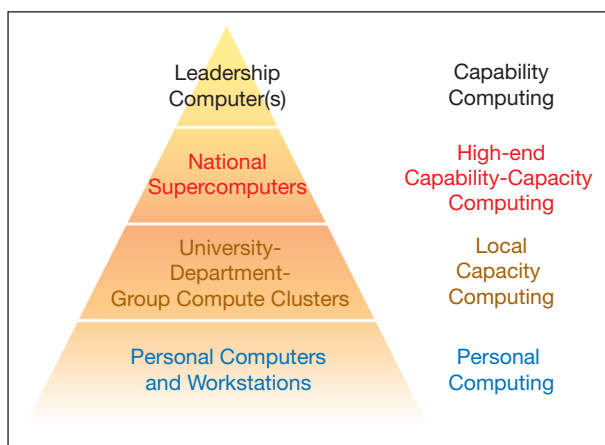 Leadership
Computer(s)
Capability
Computing
National
Supercomputers
High-end
Capability-Capacity
Computing
University-
Department-
Group Compute Clusters
Local
Capacity
Computing
Personal Computers
and Workstations
Personal
Computing